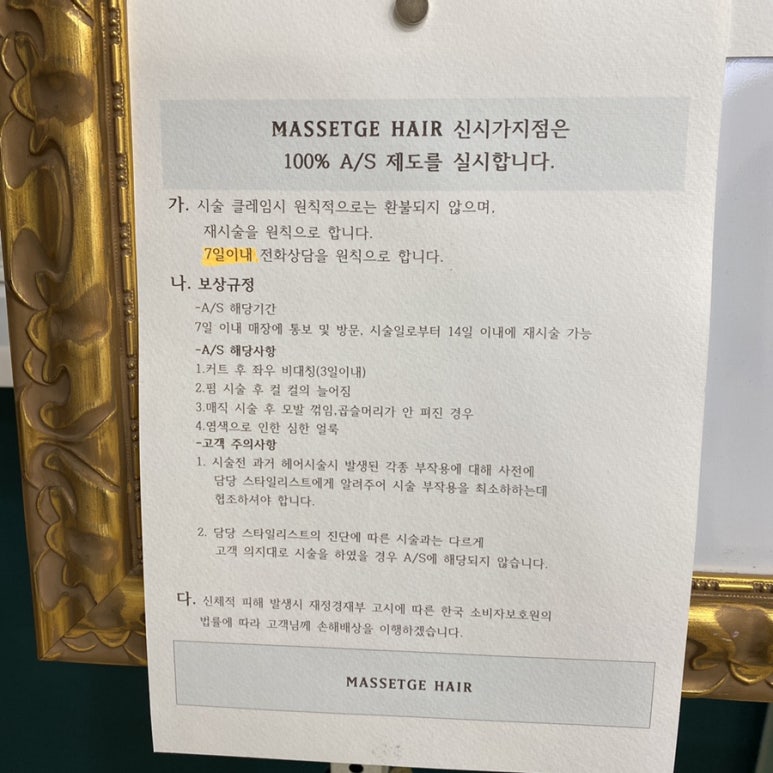 MASSETGE HAIR 신시가지점은
100% A/S 제도를 실시합니다.
가. 시술 클레임시 원칙적으로는 환불되지 않으며,
재시술을 원칙으로 합니다.
7일이내 전화상담을 원칙으로 합니다.
나. 보상규정
-A/S 해당기간
7일 이내 매장에 통보 및 방문, 시술일로부터 14일 이내에 재시술 가능
-A/S 해당사항
1.커트 후 좌우 비대칭(3일이내)
2.펌 시술 후 컬 컬의 늘어짐
3.매직 시술 후 모발 꺾임,곱슬머리가 안 펴진 경우
4.염색으로 인한 심한 얼룩
-고객 주의사항
1. 시술전 과거 헤어시술시 발생된 각종 부작용에 대해 사전에
담당 스타일리스트에게 알려주어 시술 부작용을 최소하하는데
협조하셔야 합니다.
2. 담당 스타일리스트의 진단에 따른 시술과는 다르게
고객 의지대로 시술을 하였을 경우 A/S에 해당되지 않습니다.
다. 신체적 피해 발생시 재정경재부 고시에 따른 한국 소비자보호원의
법률에 따라 고객님께 손해배상을 이행하겠습니다.
MASSETGE HAIR